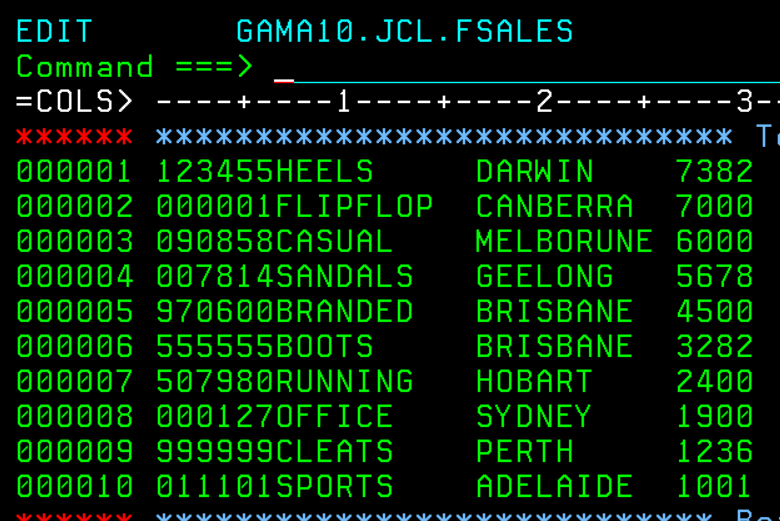 EDIT       GAMA10.JCL.FSALES
Command ===> _
=COLS> ----+----1----+----2----+----3-
****** ***************************** To
000001 123455HEELS     DARWIN    7382
000002 000001FLIPFLOP  CANBERRA  7000
000003 090858CASUAL    MELBORUNE 6000
000004 007814SANDALS   GEELONG   5678
000005 970600BRANDED   BRISBANE  4500
000006 555555BOOTS     BRISBANE  3282
000007 507980RUNNING   HOBART    2400
000008 000127OFFICE    SYDNEY    1900
000009 999999CLEATS    PERTH     1236
000010 011101SPORTS    ADELAIDE  1001
****** **************************** Bo